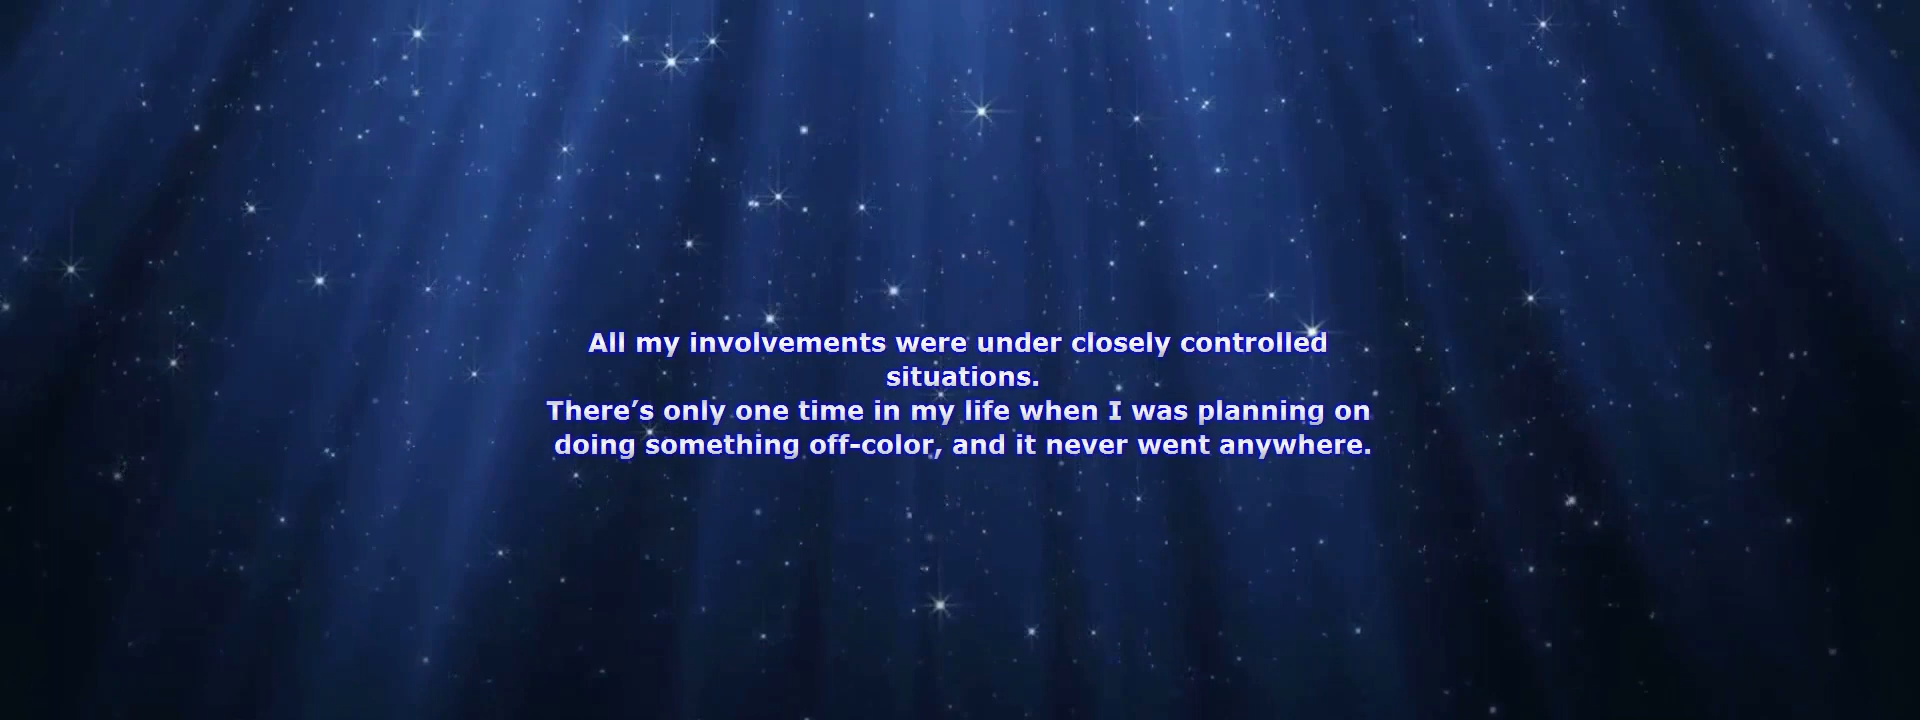 All my involvements were under closely controlled
situations.
There’s only one time in my life when I was planning on
doing something off-color, and it never went anywhere.